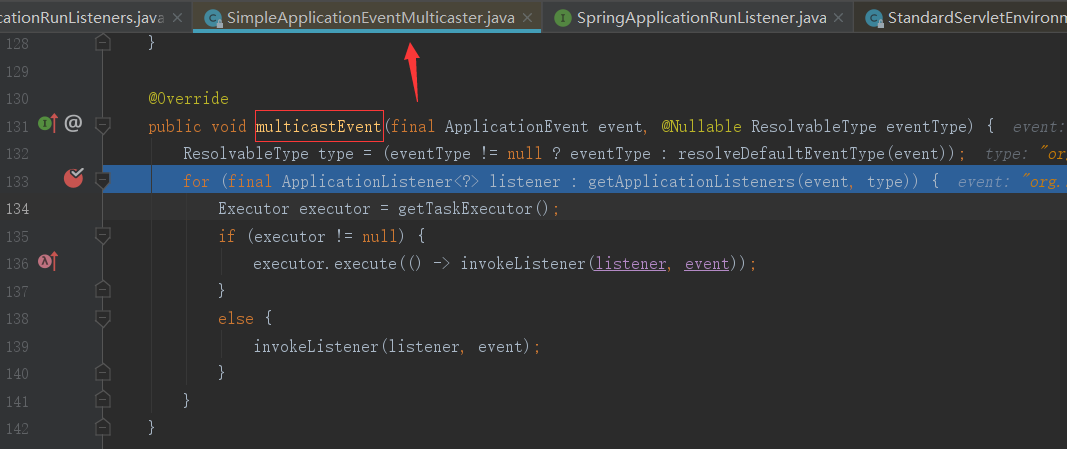 cationRunListeners.java × SimpleApplicationEventMulticaster.java × SpringApplicationRunListener.java × StandardServletEnvironm
128 }
129
130 @Override
131 @ public void multicastEvent(final ApplicationEvent event, @Nullable ResolvableType eventType) { event:
132 ResolvableType type = (eventType != null ? eventType : resolveDefaultEventType(event)); type: "or
133 for (final ApplicationListener<?> listener : getApplicationListeners(event, type)) { event: "org.
134 Executor executor = getTaskExecutor();
135 if (executor != null) {
136 executor.execute(() -> invokeListener(listener, event));
137 }
138 else {
139 invokeListener(listener, event);
140 }
141 }
142 }